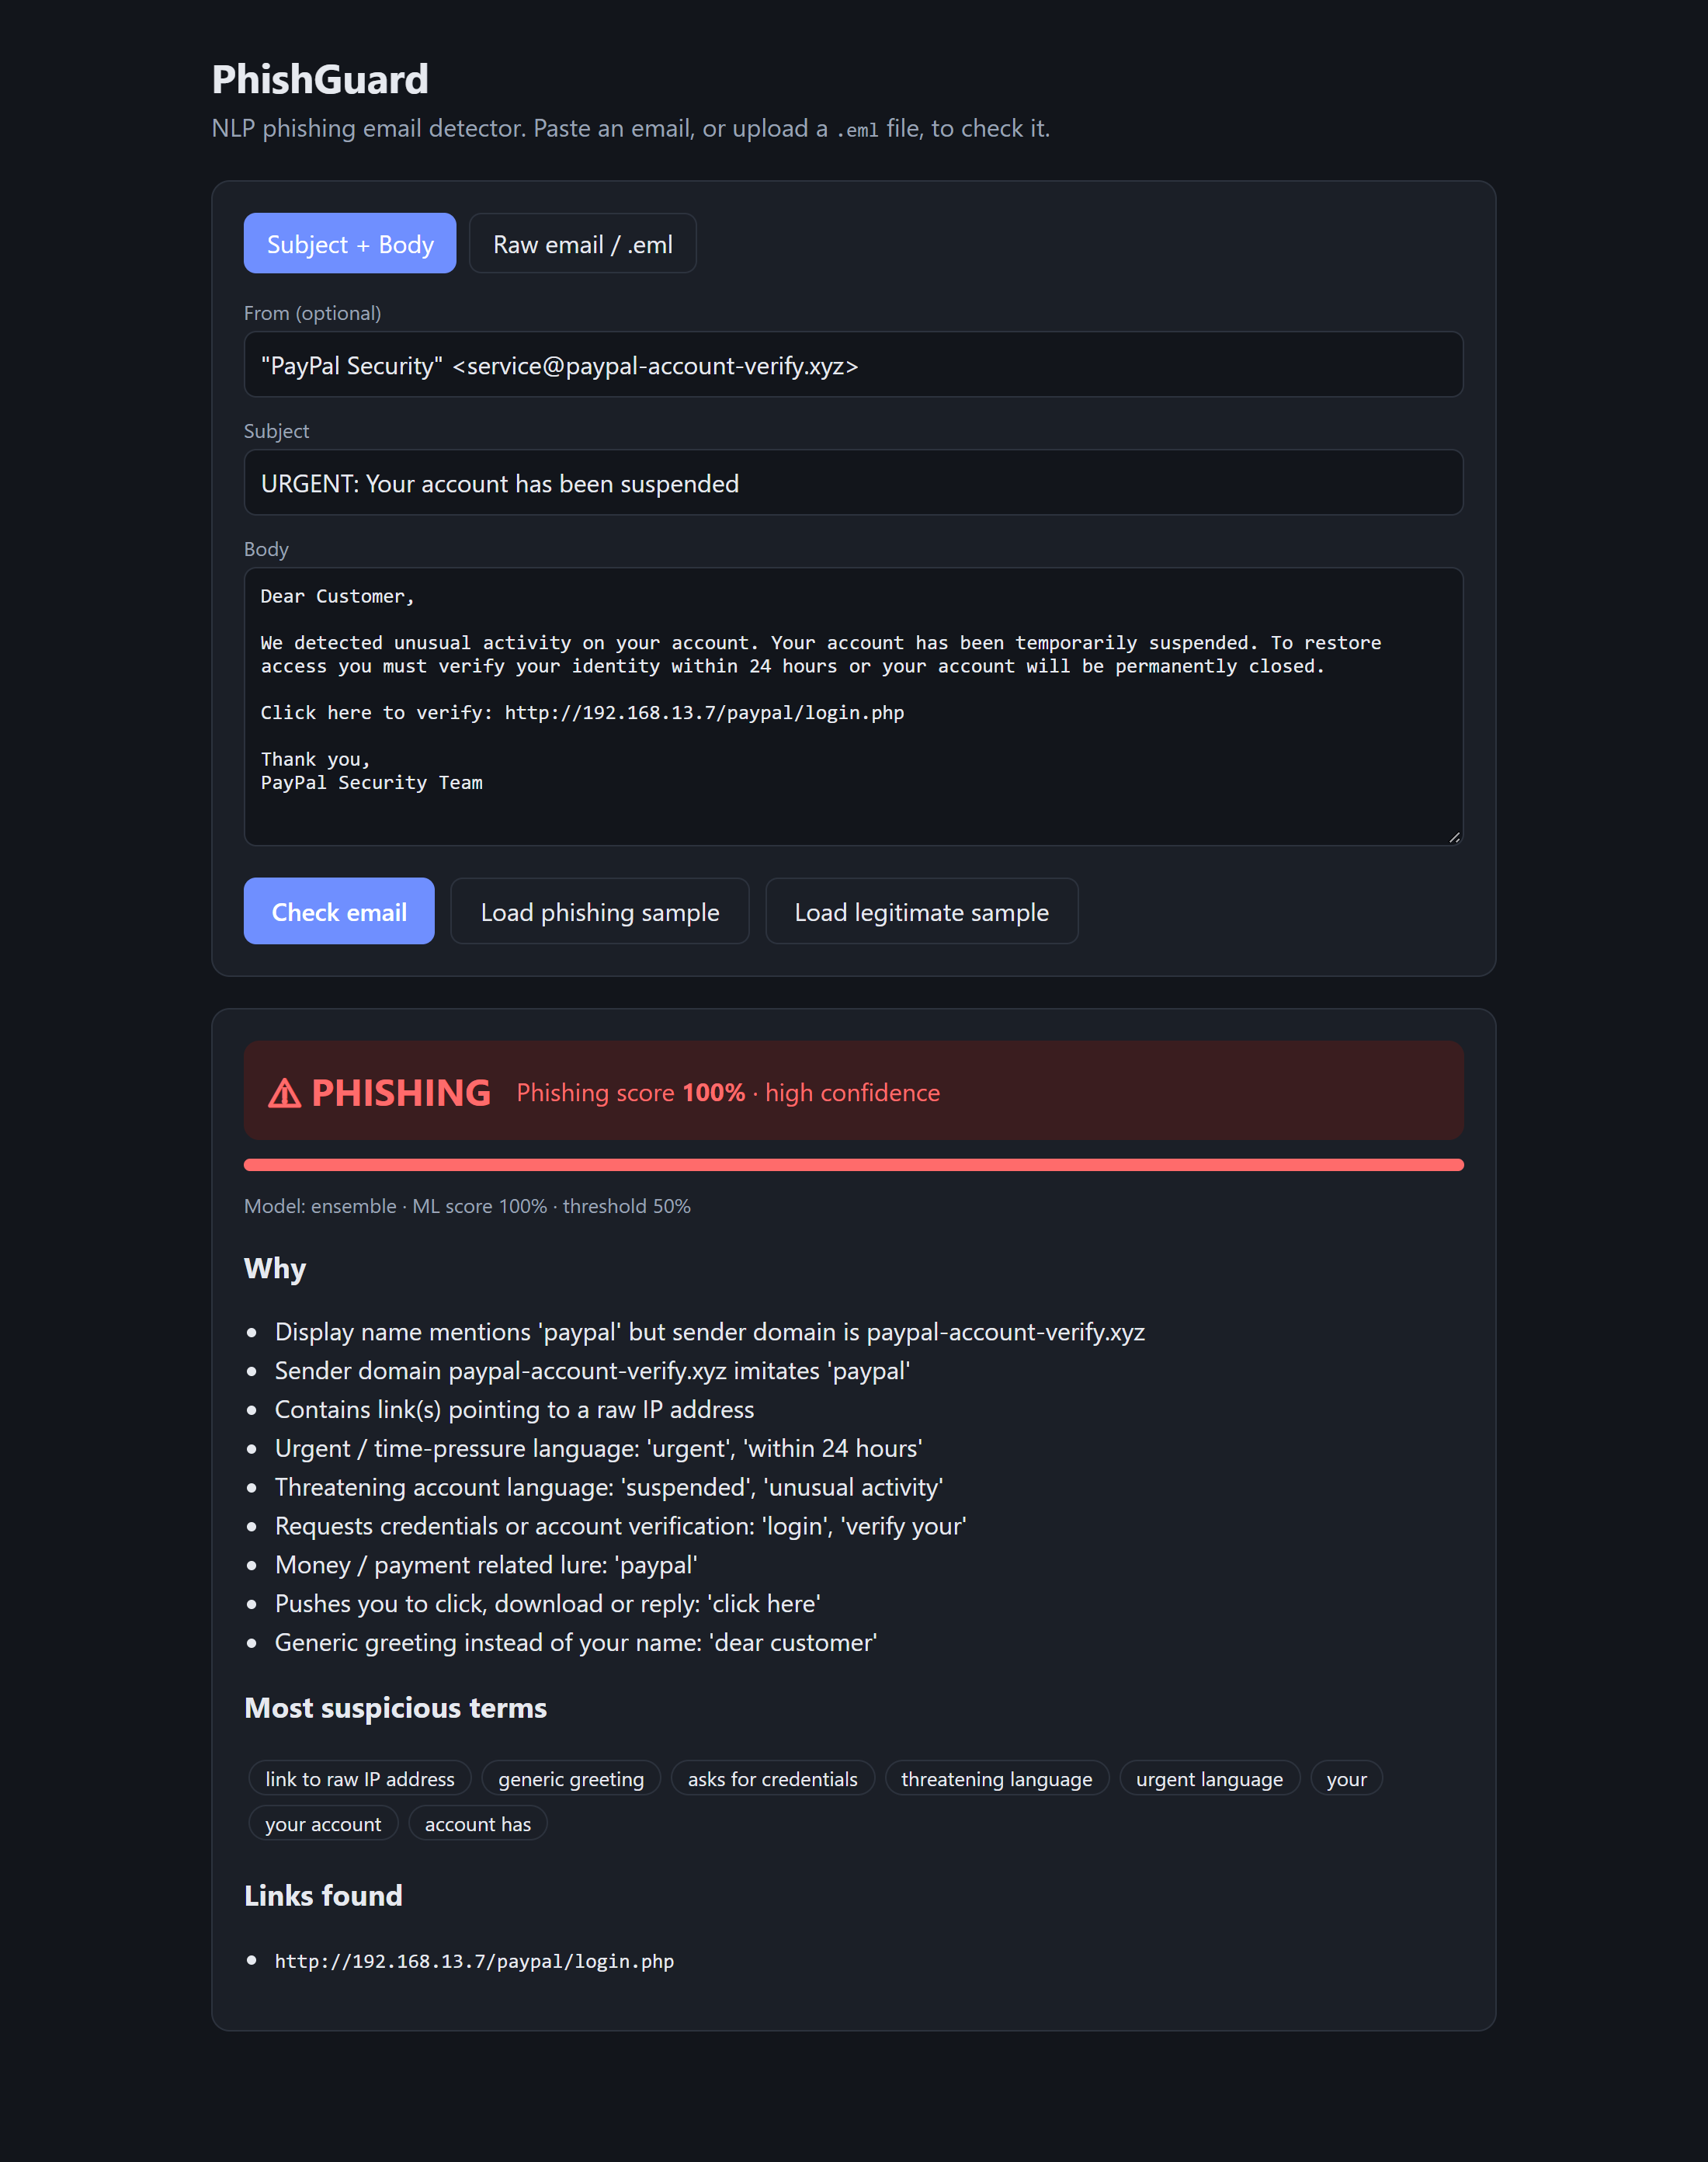 PhishGuard
NLP phishing email detector. Paste an email, or upload a .eml file, to check it.
Subject + Body
Raw email / .eml
From (optional)
"PayPal Security" <service@paypal-account-verify.xyz>
Subject
URGENT: Your account has been suspended
Body
Dear Customer,
We detected unusual activity on your account. Your account has been temporarily suspended. To restore
access you must verify your identity within 24 hours or your account will be permanently closed.
Click here to verify: http://192.168.13.7/paypal/login.php
Thank you,
PayPal Security Team
Check email
Load phishing sample
Load legitimate sample
⚠ PHISHING Phishing score 100% · high confidence
Model: ensemble · ML score 100% · threshold 50%
Why
• Display name mentions 'paypal' but sender domain is paypal-account-verify.xyz
• Sender domain paypal-account-verify.xyz imitates 'paypal'
• Contains link(s) pointing to a raw IP address
• Urgent / time-pressure language: 'urgent', 'within 24 hours'
• Threatening account language: 'suspended', 'unusual activity'
• Requests credentials or account verification: 'login', 'verify your'
• Money / payment related lure: 'paypal'
• Pushes you to click, download or reply: 'click here'
• Generic greeting instead of your name: 'dear customer'
Most suspicious terms
link to raw IP address
generic greeting
asks for credentials
threatening language
urgent language
your
your account
account has
Links found
• http://192.168.13.7/paypal/login.php